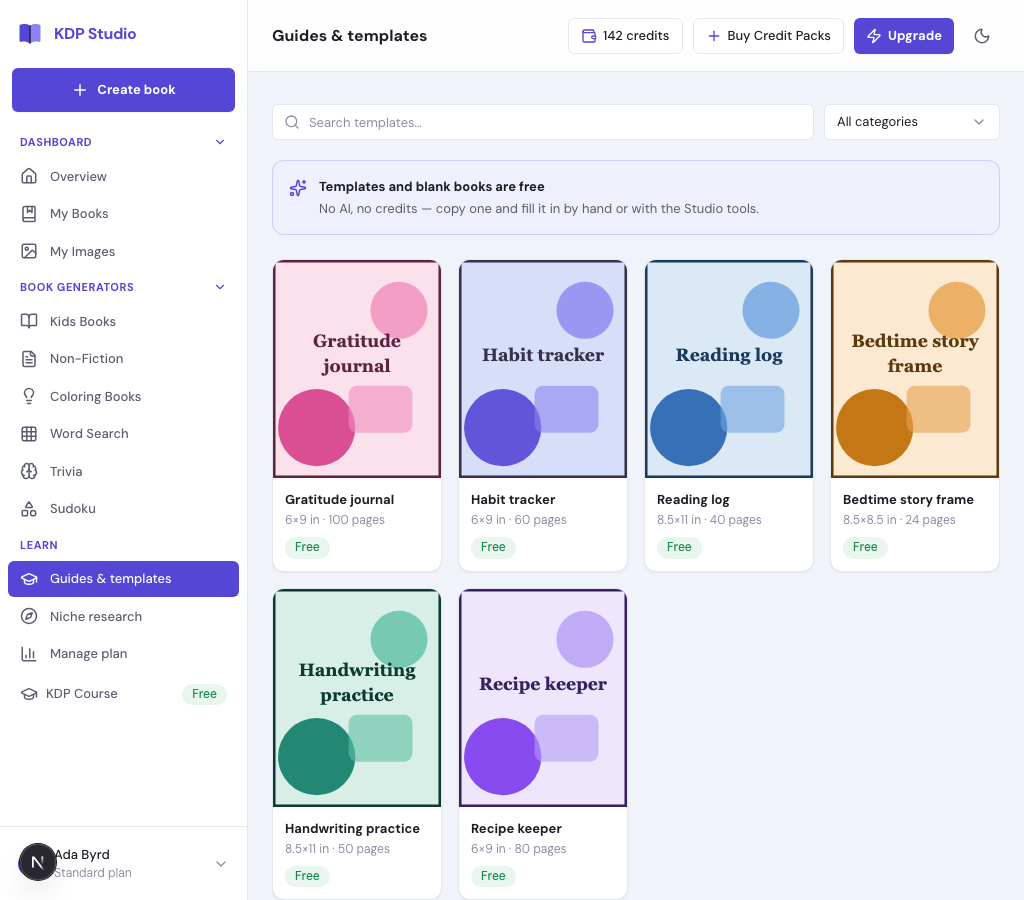 KDP Studio
Create book
DASHBOARD
Overview
My Books
My Images
BOOK GENERATORS
Kids Books
Non-Fiction
Coloring Books
Word Search
Trivia
Sudoku
LEARN
Guides & templates
Niche research
Manage plan
KDP Course
Free
N
Ada Byrd
Standard plan
Guides & templates
142 credits
Buy Credit Packs
Upgrade
Search templates…
All categories
Templates and blank books are free
No AI, no credits — copy one and fill it in by hand or with the Studio tools.
Gratitude
journal
Gratitude journal
6×9 in · 100 pages
Free
Habit tracker
Habit tracker
6×9 in · 60 pages
Free
Reading log
Reading log
8.5×11 in · 40 pages
Free
Bedtime story
frame
Bedtime story frame
8.5×8.5 in · 24 pages
Free
Handwriting
practice
Handwriting practice
8.5×11 in · 50 pages
Free
Recipe keeper
Recipe keeper
6×9 in · 80 pages
Free